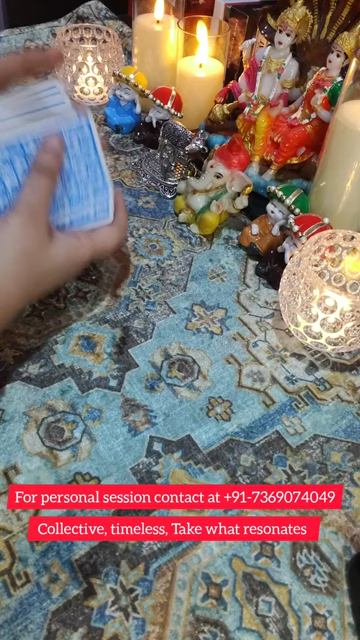 For personal session contact at +91-7369074049
Collective, timeless, Take what resonates